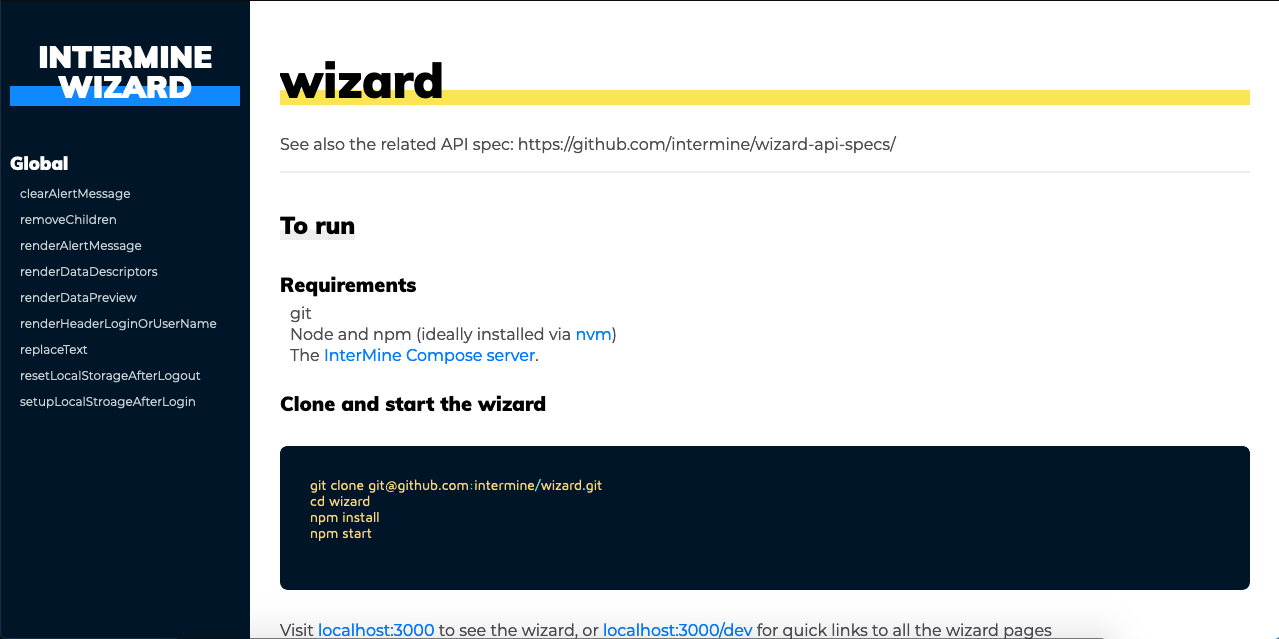 INTERMINE
WIZARD
Global
clearAlertMessage
removeChildren
renderAlertMessage
renderDataDescriptors
renderDataPreview
renderHeaderLoginOrUserName
replaceText
resetLocalStorageAfterLogout
setupLocalStroageAfterLogin
wizard
See also the related API spec: https://github.com/intermine/wizard-api-specs/
To run
Requirements
git
Node and npm (ideally installed via nvm)
The InterMine Compose server.
Clone and start the wizard
git clone git@github.com:intermine/wizard.git
cd wizard
npm install
npm start
Visit localhost:3000 to see the wizard, or localhost:3000/dev for quick links to all the wizard pages